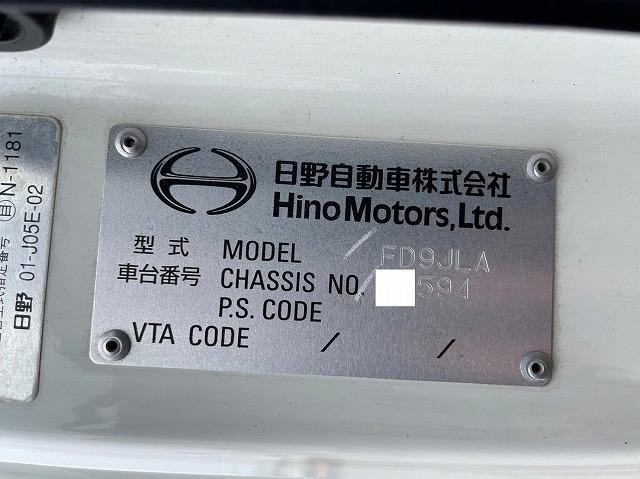 日野自動車株式会社
Hino Motors, Ltd.
型式 MODEL FD9JLA
車台番号 CHASSIS NO. 594
P.S. CODE
VTA CODE / /
日野 01-J05E-02
自 N-1181